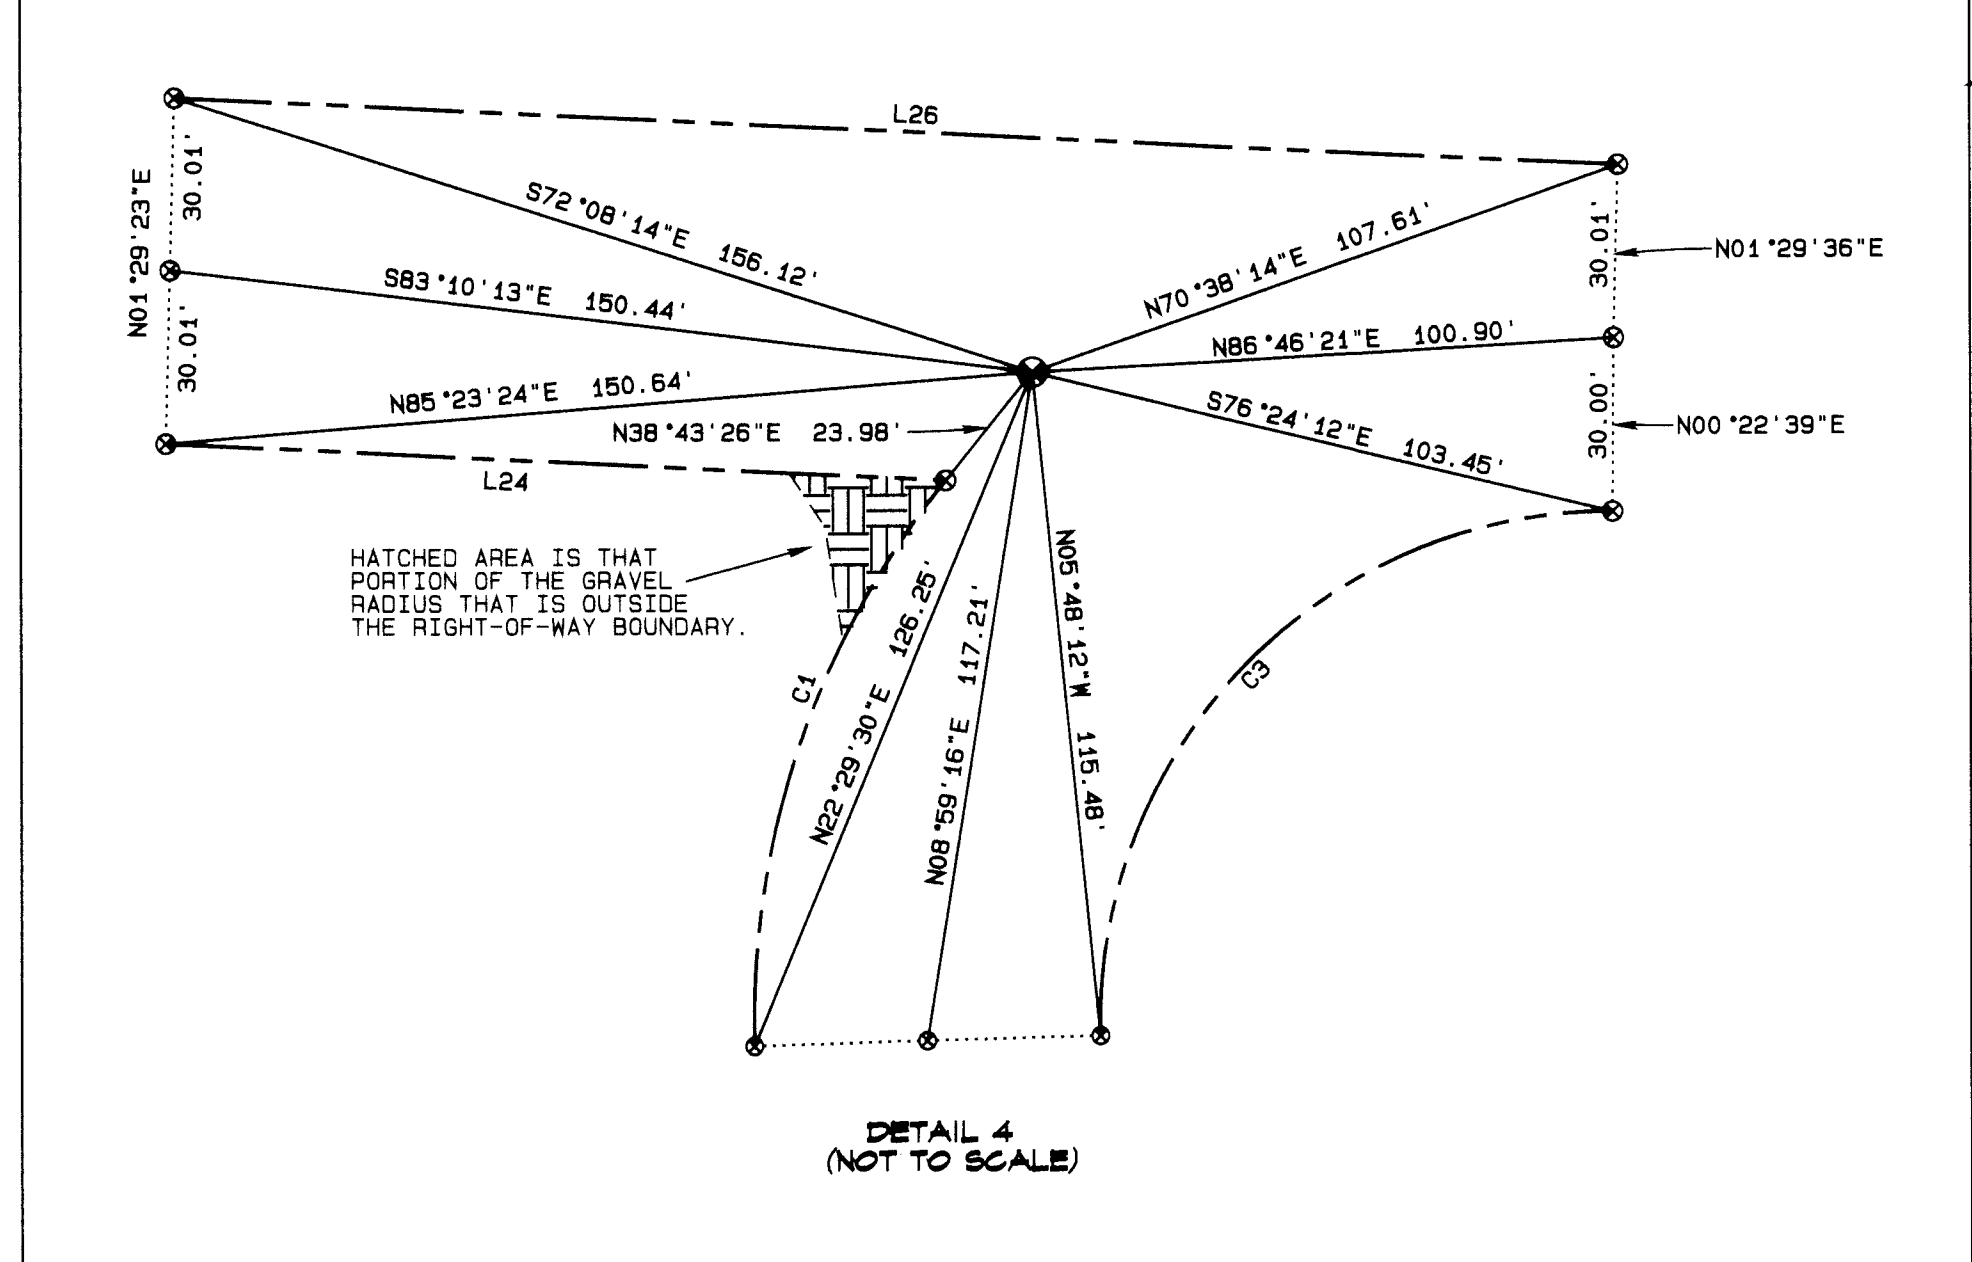 L26
30.01'
N01°29'23"E
S72°08'14"E 156.12'
N70°38'14"E 107.61'
30.01'
N01°29'36"E
S83°10'13"E 150.44'
30.01'
N86°46'21"E 100.90'
N85°23'24"E 150.64'
N38°43'26"E 23.98'
S76°24'12"E 103.45'
30.00'
N00°22'39"E
L24
HATCHED AREA IS THAT
PORTION OF THE GRAVEL
RADIUS THAT IS OUTSIDE
THE RIGHT-OF-WAY BOUNDARY.
C1
N22°29'30"E 126.25'
N08°59'16"E 117.21'
N05°48'12"W 115.48'
C3
DETAIL 4
(NOT TO SCALE)